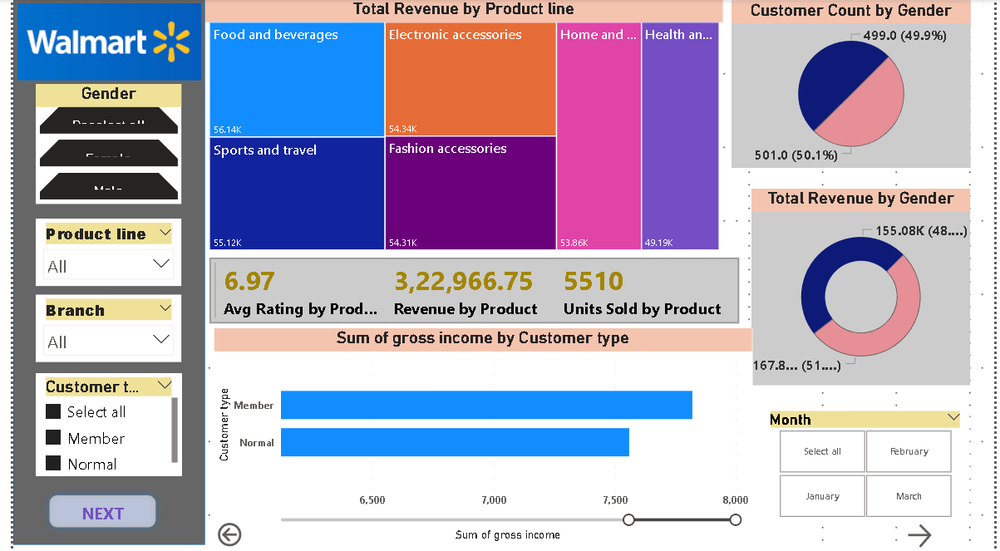 Walmart
Gender
Product line
All
Branch
All
Customer t...
Select all
Member
Normal
NEXT
Total Revenue by Product line
Food and beverages
56.14K
Electronic accessories
54.34K
Home and ...
53.86K
Health an...
49.19K
Sports and travel
55.12K
Fashion accessories
54.31K
6.97
Avg Rating by Prod...
3,22,966.75
Revenue by Product
5510
Units Sold by Product
Sum of gross income by Customer type
Customer type
Member
Normal
6,500
7,000
7,500
8,000
Sum of gross income
Customer Count by Gender
499.0 (49.9%)
501.0 (50.1%)
Total Revenue by Gender
155.08K (48....)
167.8... (51....)
Month
Select all
February
January
March